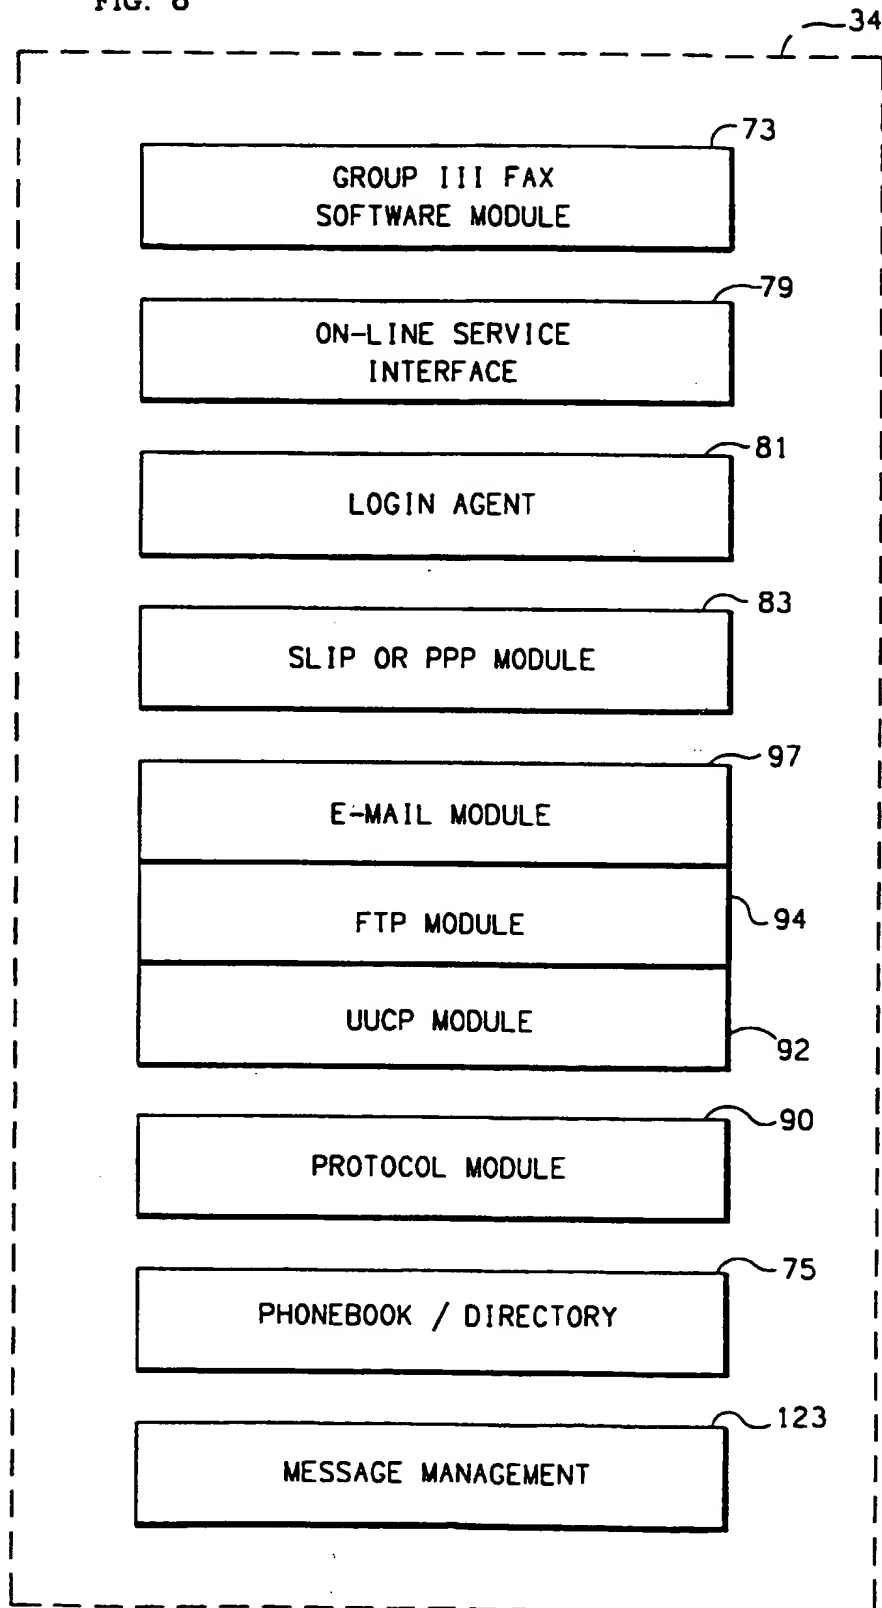 FIG. 8
34
73
GROUP III FAX
SOFTWARE MODULE
79
ON-LINE SERVICE
INTERFACE
81
LOGIN AGENT
83
SLIP OR PPP MODULE
97
E-MAIL MODULE
FTP MODULE
94
UUCP MODULE
92
90
PROTOCOL MODULE
75
PHONEBOOK / DIRECTORY
123
MESSAGE MANAGEMENT